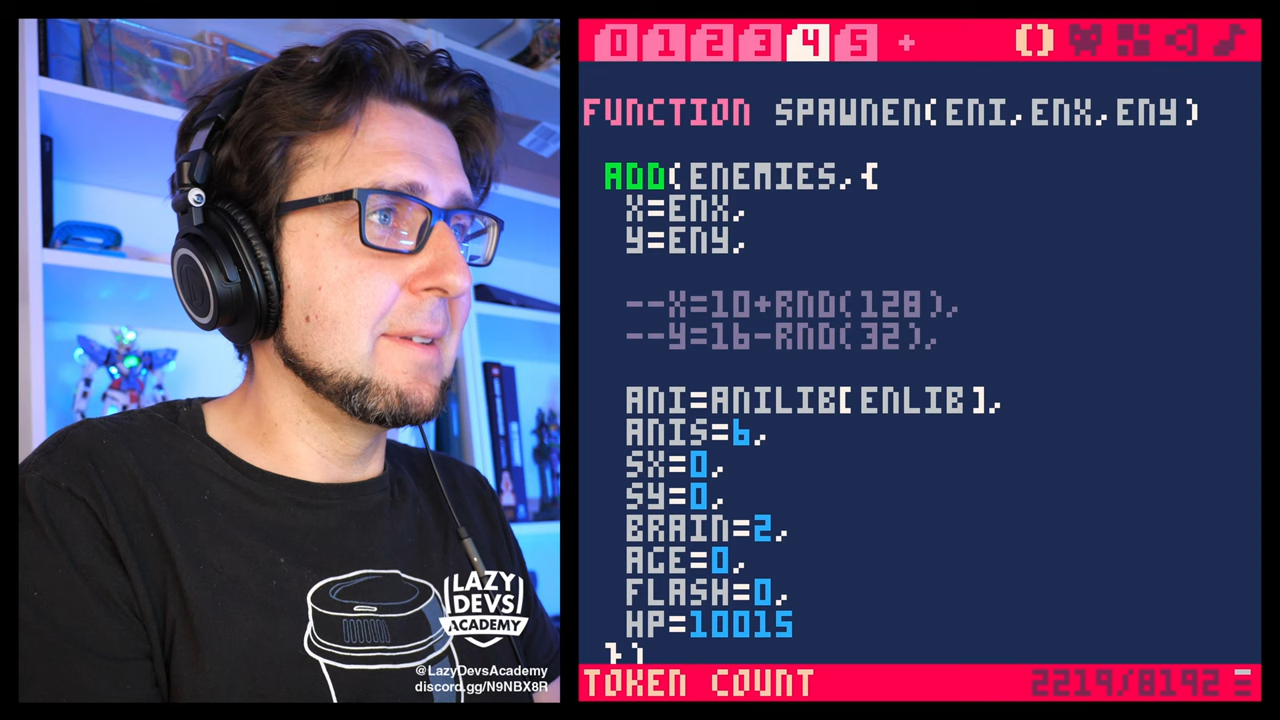 0 1 2 3 4 5 +
FUNCTION SPAWNEN(ENI,ENX,ENY)
ADD(ENEMIES,{
X=ENX,
Y=ENY,
--X=10+RND(128),
--Y=16-RND(32),
ANI=ANILIB[ENLIB],
ANIS=6,
SX=0,
SY=0,
BRAIN=2,
AGE=0,
FLASH=0,
HP=10015
})
TOKEN COUNT 2219/8192
LAZY
DEVS
ACADEMY
@LazyDevsAcademy
discord.gg/N9NBX8R